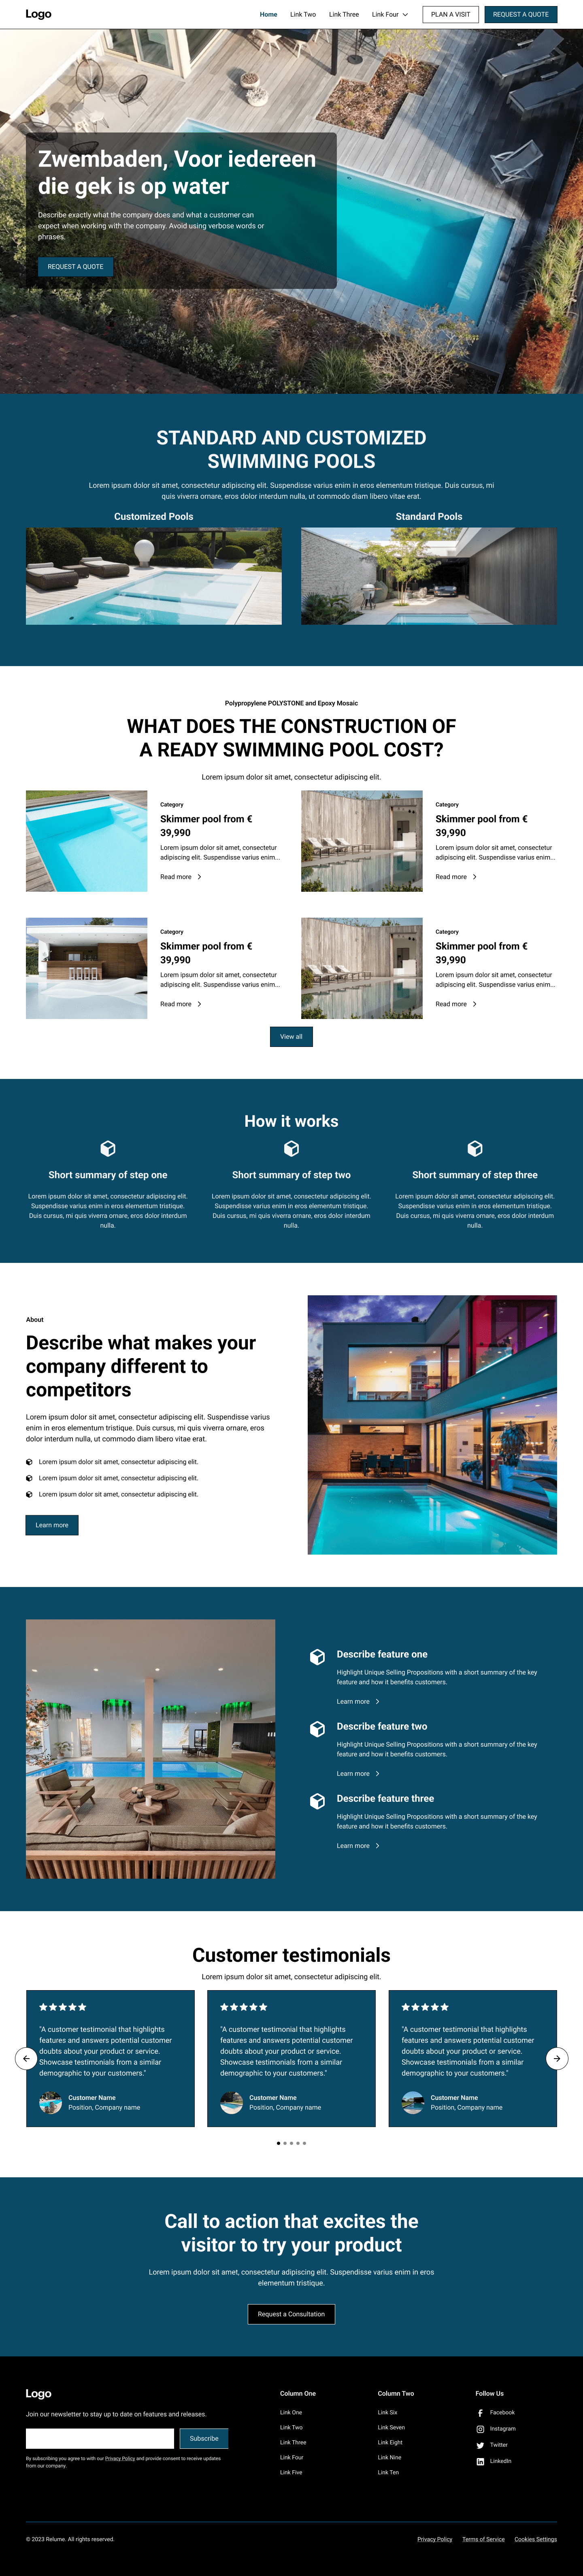 Logo
Home
Link Two
Link Three
Link Four
PLAN A VISIT
REQUEST A QUOTE
Zwembaden, Voor iedereen
die gek is op water
Describe exactly what the company does and what a customer can
expect when working with the company. Avoid using verbose words or
phrases.
REQUEST A QUOTE
STANDARD AND CUSTOMIZED
SWIMMING POOLS
Lorem ipsum dolor sit amet, consectetur adipiscing elit. Suspendisse varius enim in eros elementum tristique. Duis cursus, mi
quis viverra ornare, eros dolor interdum nulla, ut commodo diam libero vitae erat.
Customized Pools
Standard Pools
Polypropylene POLYSTONE and Epoxy Mosaic
WHAT DOES THE CONSTRUCTION OF
A READY SWIMMING POOL COST?
Lorem ipsum dolor sit amet, consectetur adipiscing elit.
Category
Skimmer pool from €
39,990
Lorem ipsum dolor sit amet, consectetur
adipiscing elit. Suspendisse varius enim...
Read more
Category
Skimmer pool from €
39,990
Lorem ipsum dolor sit amet, consectetur
adipiscing elit. Suspendisse varius enim...
Read more
Category
Skimmer pool from €
39,990
Lorem ipsum dolor sit amet, consectetur
adipiscing elit. Suspendisse varius enim...
Read more
Category
Skimmer pool from €
39,990
Lorem ipsum dolor sit amet, consectetur
adipiscing elit. Suspendisse varius enim...
Read more
View all
How it works
Short summary of step one
Lorem ipsum dolor sit amet, consectetur adipiscing elit.
Suspendisse varius enim in eros elementum tristique.
Duis cursus, mi quis viverra ornare, eros dolor interdum
nulla.
Short summary of step two
Lorem ipsum dolor sit amet, consectetur adipiscing elit.
Suspendisse varius enim in eros elementum tristique.
Duis cursus, mi quis viverra ornare, eros dolor interdum
nulla.
Short summary of step three
Lorem ipsum dolor sit amet, consectetur adipiscing elit.
Suspendisse varius enim in eros elementum tristique.
Duis cursus, mi quis viverra ornare, eros dolor interdum
nulla.
About
Describe what makes your
company different to
competitors
Lorem ipsum dolor sit amet, consectetur adipiscing elit. Suspendisse varius
enim in eros elementum tristique. Duis cursus, mi quis viverra ornare, eros
dolor interdum nulla, ut commodo diam libero vitae erat.
Lorem ipsum dolor sit amet, consectetur adipiscing elit.
Lorem ipsum dolor sit amet, consectetur adipiscing elit.
Lorem ipsum dolor sit amet, consectetur adipiscing elit.
Learn more
Describe feature one
Highlight Unique Selling Propositions with a short summary of the key
feature and how it benefits customers.
Learn more
Describe feature two
Highlight Unique Selling Propositions with a short summary of the key
feature and how it benefits customers.
Learn more
Describe feature three
Highlight Unique Selling Propositions with a short summary of the key
feature and how it benefits customers.
Learn more
Customer testimonials
Lorem ipsum dolor sit amet, consectetur adipiscing elit.
"A customer testimonial that highlights
features and answers potential customer
doubts about your product or service.
Showcase testimonials from a similar
demographic to your customers."
Customer Name
Position, Company name
"A customer testimonial that highlights
features and answers potential customer
doubts about your product or service.
Showcase testimonials from a similar
demographic to your customers."
Customer Name
Position, Company name
"A customer testimonial that highlights
features and answers potential customer
doubts about your product or service.
Showcase testimonials from a similar
demographic to your customers."
Customer Name
Position, Company name
Call to action that excites the
visitor to try your product
Lorem ipsum dolor sit amet, consectetur adipiscing elit. Suspendisse varius enim in eros
elementum tristique.
Request a Consultation
Logo
Join our newsletter to stay up to date on features and releases.
Subscribe
By subscribing you agree to with our Privacy Policy and provide consent to receive updates
from our company.
Column One
Link One
Link Two
Link Three
Link Four
Link Five
Column Two
Link Six
Link Seven
Link Eight
Link Nine
Link Ten
Follow Us
Facebook
Instagram
Twitter
LinkedIn
© 2023 Relume. All rights reserved.
Privacy Policy
Terms of Service
Cookies Settings